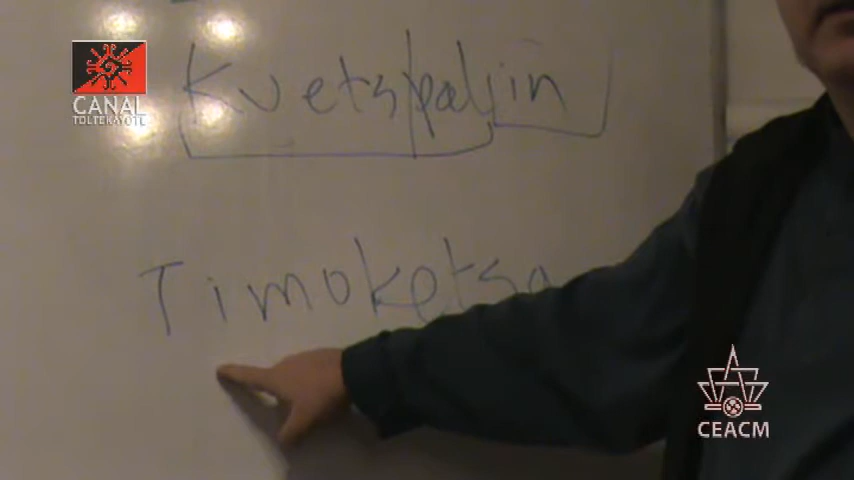 CANAL
TOLTEKAYOTL
Kuetspalin
Timoketsa
CEACM